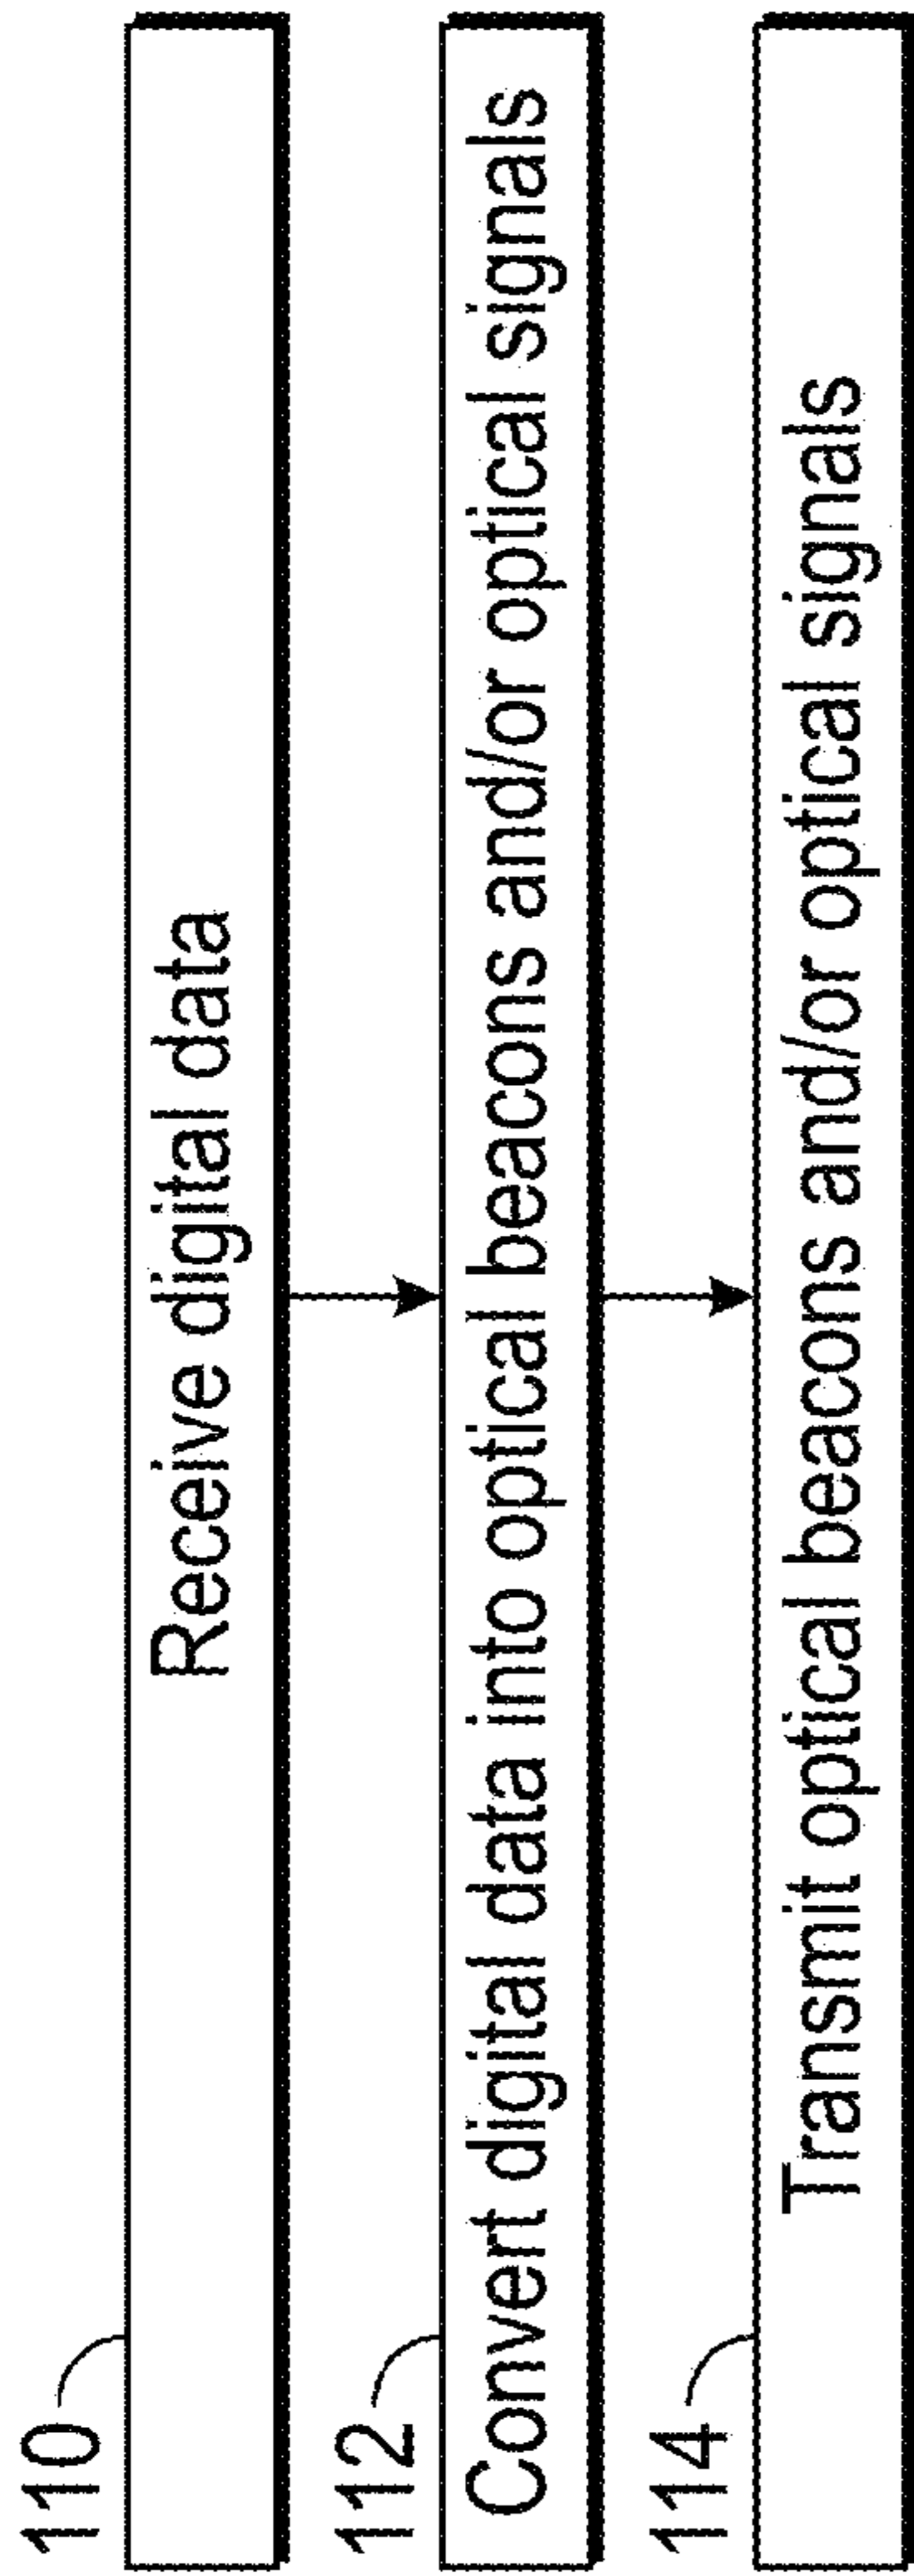 110
Receive digital data
112
Convert digital data into optical beacons and/or optical signals
114
Transmit optical beacons and/or optical signals